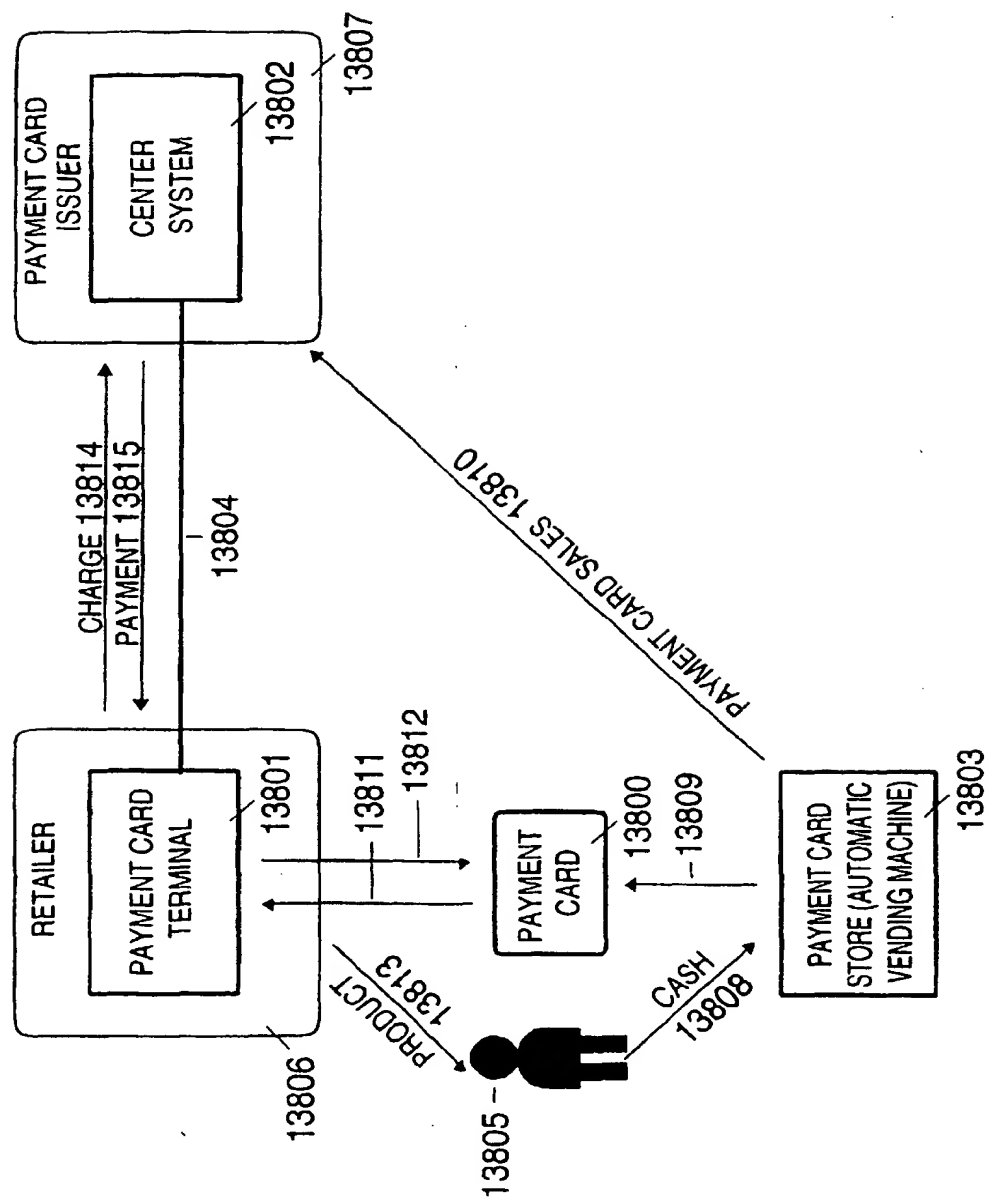 RETAILER
PAYMENT CARD
TERMINAL
13801
13806
CHARGE 13814
PAYMENT 13815
13804
PAYMENT CARD
ISSUER
CENTER
SYSTEM
13802
13807
13811
13812
PRODUCT
13813
13805
PAYMENT
CARD
13800
CASH
13808
13809
PAYMENT CARD SALES 13810
PAYMENT CARD
STORE (AUTOMATIC
VENDING MACHINE)
13803